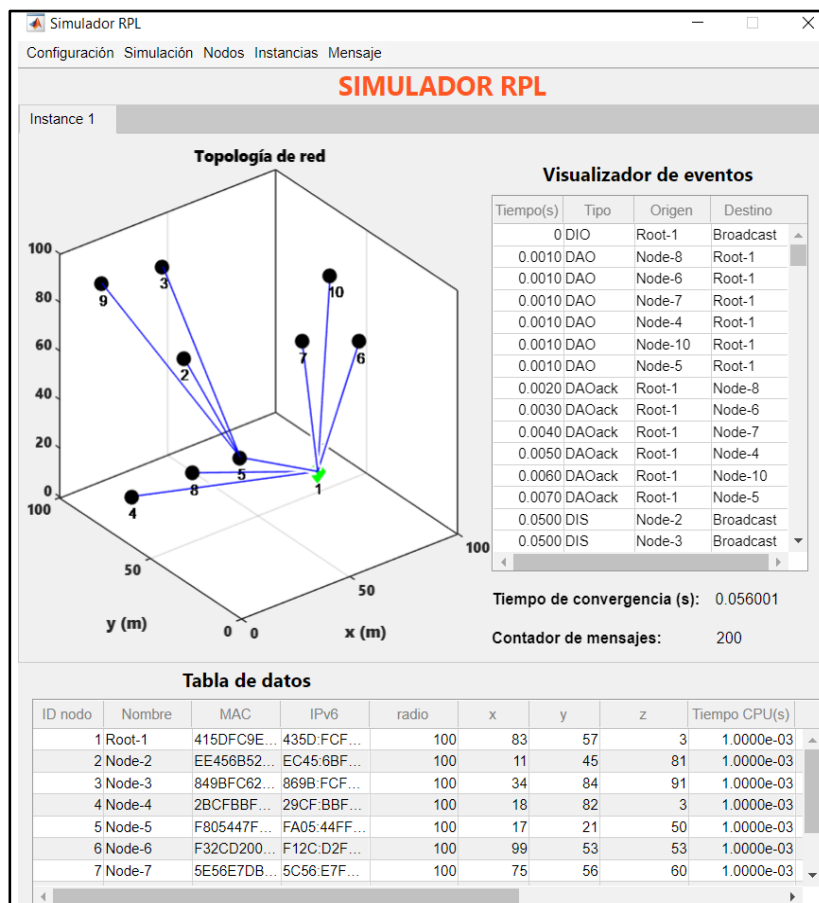 Simulador RPL
Configuración Simulación Nodos Instancias Mensaje
SIMULADOR RPL
Instance 1
Topología de red
100
80
60
40
20
0
100
50
0
0
50
100
y (m)
x (m)
9
3
10
2
7
6
5
8
1
4
Visualizador de eventos
Tiempo(s) Tipo Origen Destino
0 DIO Root-1 Broadcast
0.0010 DAO Node-8 Root-1
0.0010 DAO Node-6 Root-1
0.0010 DAO Node-7 Root-1
0.0010 DAO Node-4 Root-1
0.0010 DAO Node-10 Root-1
0.0010 DAO Node-5 Root-1
0.0020 DAOack Root-1 Node-8
0.0030 DAOack Root-1 Node-6
0.0040 DAOack Root-1 Node-7
0.0050 DAOack Root-1 Node-4
0.0060 DAOack Root-1 Node-10
0.0070 DAOack Root-1 Node-5
0.0500 DIS Node-2 Broadcast
0.0500 DIS Node-3 Broadcast
Tiempo de convergencia (s): 0.056001
Contador de mensajes: 200
Tabla de datos
ID nodo Nombre MAC IPv6 radio x y z Tiempo CPU(s)
1 Root-1 415DFC9E... 435D:FCF... 100 83 57 3 1.0000e-03
2 Node-2 EE456B52... EC45:6BF... 100 11 45 81 1.0000e-03
3 Node-3 849BFC62... 869B:FCF... 100 34 84 91 1.0000e-03
4 Node-4 2BCFBBF... 29CF:BBF... 100 18 82 3 1.0000e-03
5 Node-5 F805447F... FA05:44FF... 100 17 21 50 1.0000e-03
6 Node-6 F32CD200... F12C:D2F... 100 99 53 53 1.0000e-03
7 Node-7 5E56E7DB... 5C56:E7F... 100 75 56 60 1.0000e-03